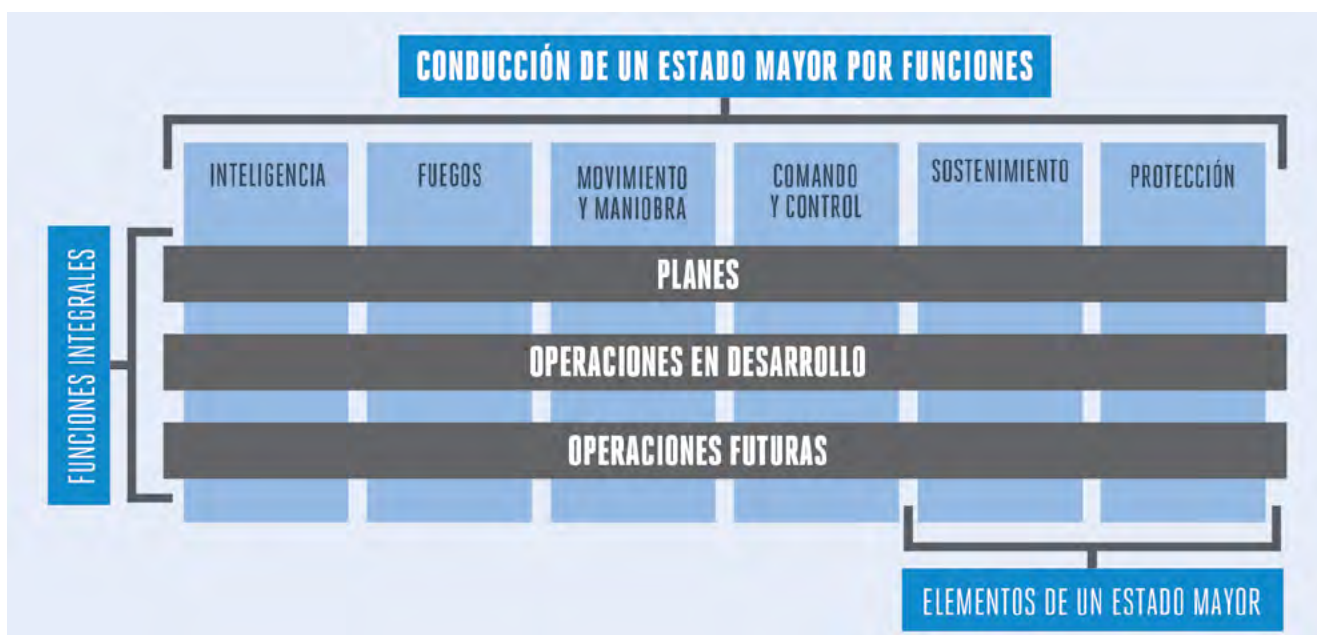 CONDUCCIÓN DE UN ESTADO MAYOR POR FUNCIONES
INTELIGENCIA
FUEGOS
MOVIMIENTO
Y MANIOBRA
COMANDO
Y CONTROL
SOSTENIMIENTO
PROTECCIÓN
FUNCIONES INTEGRALES
PLANES
OPERACIONES EN DESARROLLO
OPERACIONES FUTURAS
ELEMENTOS DE UN ESTADO MAYOR